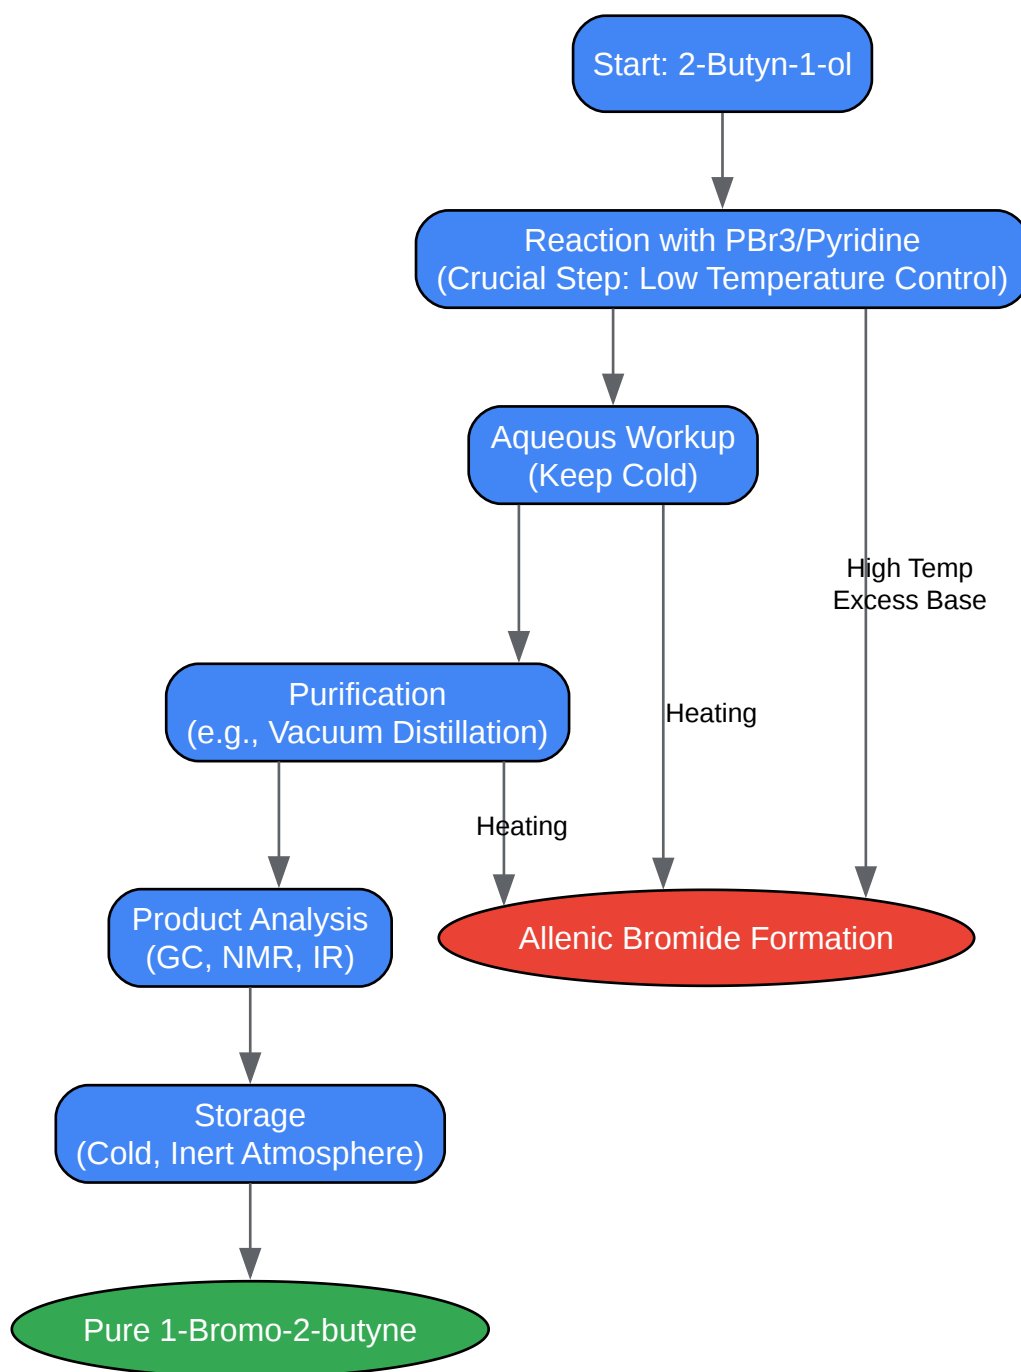 Start: 2-Butyn-1-ol
Reaction with PBr3/Pyridine
(Crucial Step: Low Temperature Control)
Aqueous Workup
(Keep Cold)
High Temp
Excess Base
Purification
(e.g., Vacuum Distillation)
Heating
Heating
Product Analysis
(GC, NMR, IR)
Allenic Bromide Formation
Storage
(Cold, Inert Atmosphere)
Pure 1-Bromo-2-butyne